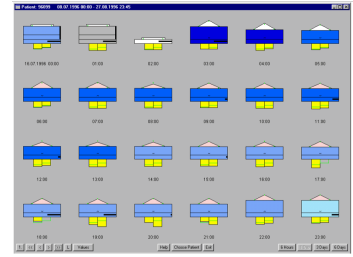 Patient: 96099 08.07.1996 00:00 - 27.08.1996 23:45
18.07.1996 00:00 01:00 02:00 03:00 04:00 05:00
06:00 07:00 08:00 09:00 10:00 11:00
12:00 13:00 14:00 15:00 16:00 17:00
18:00 19:00 20:00 21:00 22:00 23:00
Values Help Choose Patient Exit 6 Hours 2 Days 6 Days